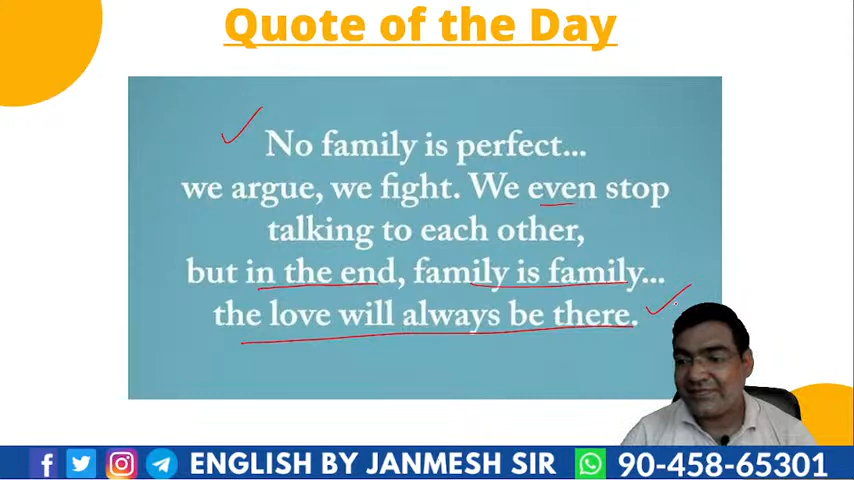 Quote of the Day
No family is perfect...
we argue, we fight. We even stop
talking to each other,
but in the end, family is family...
the love will always be there.
ENGLISH BY JANMESH SIR 90-458-65301